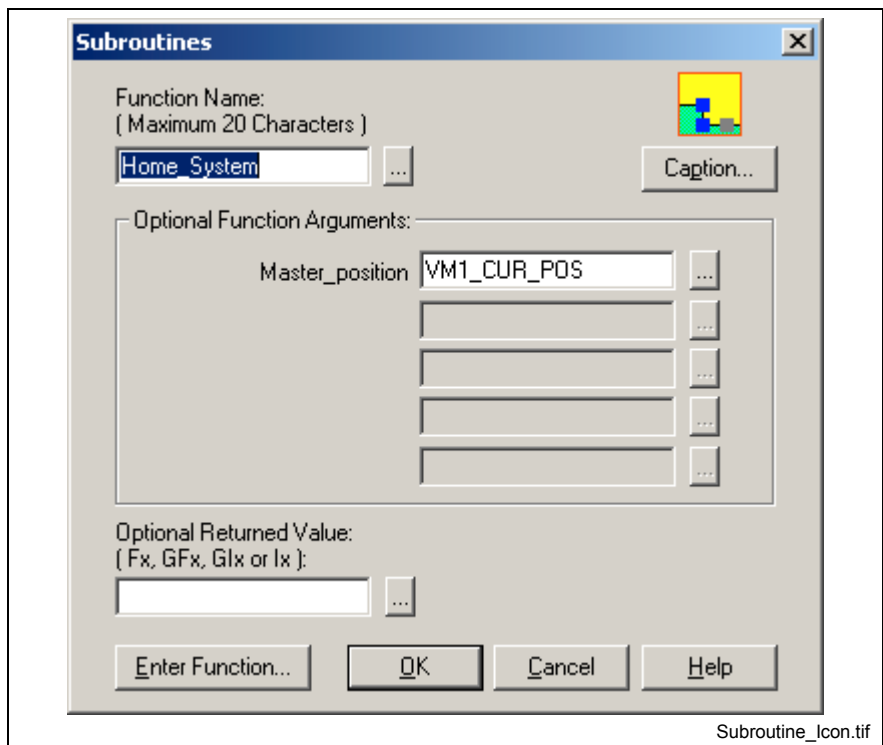 Subroutines
Function Name:
( Maximum 20 Characters )
Home_System
...
Caption...
Optional Function Arguments:
Master_position VM1_CUR_POS ...
...
...
...
...
Optional Returned Value:
( Fx, GFx, GIx or Ix ):
...
Enter Function... OK Cancel Help
Subroutine_Icon.tif